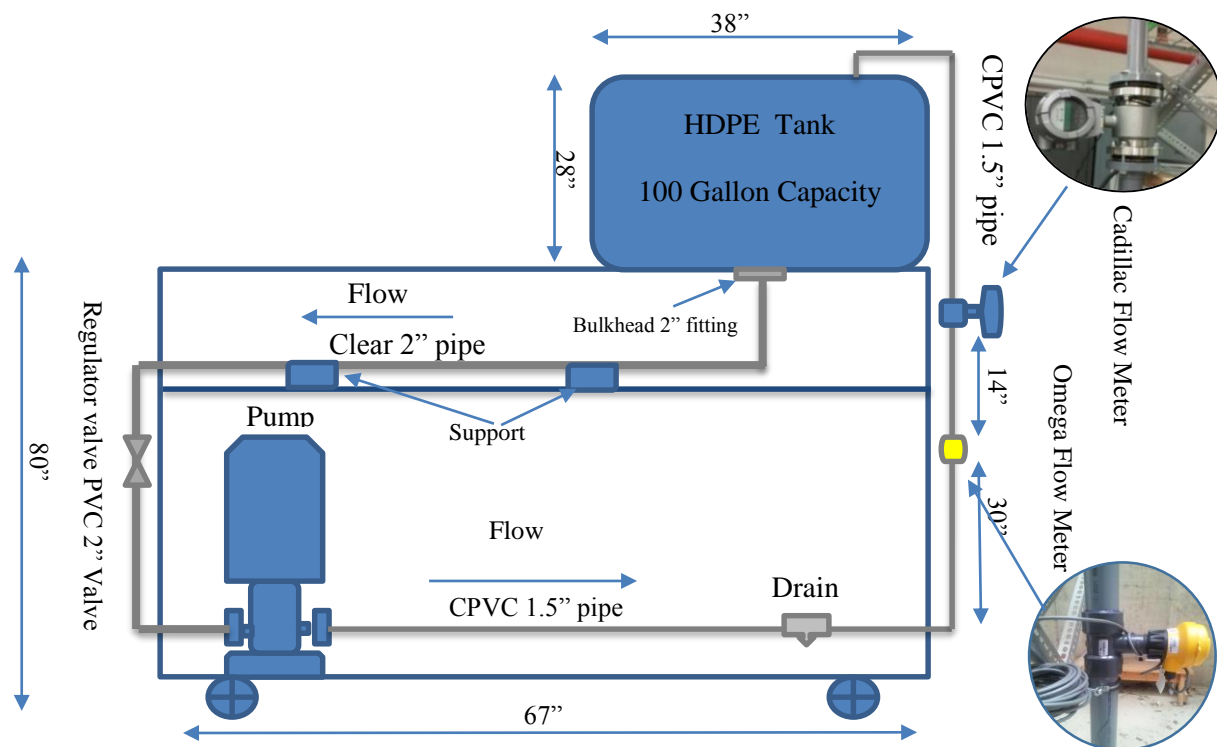 38”
HDPE Tank
100 Gallon Capacity
28”
CPVC 1.5” pipe
Cadillac Flow Meter
Flow
Bulkhead 2” fitting
Clear 2” pipe
Regulator valve PVC 2” Valve
80”
Pump
Support
14”
Omega Flow Meter
30”
Flow
CPVC 1.5” pipe
Drain
67”